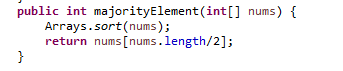 public int majorityElement(int[] nums) {
Arrays.sort(nums);
return nums[nums.length/2];
}